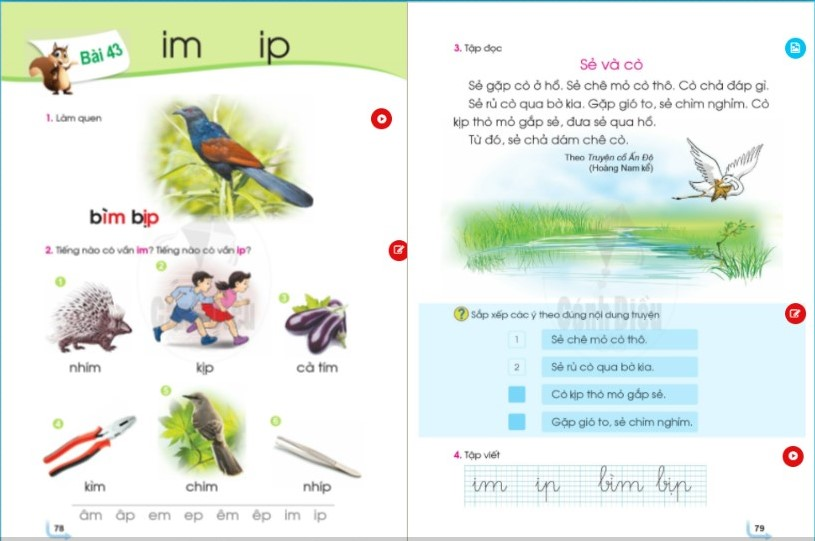 Bài 43
im ip
1. Làm quen
bìm bịp
2. Tiếng nào có vần im? Tiếng nào có vần ip?
1
2
3
nhím
kịp
cà tím
4
5
6
kìm
chim
nhíp
âm âp em ep êm êp im ip
78
3. Tập đọc
Sẻ và cò
Sẻ gặp cò ở hồ. Sẻ chê mỏ cò thô. Cò chả đáp gì.
Sẻ rủ cò qua bờ kia. Gặp gió to, sẻ chìm nghỉm. Cò
kịp thò mỏ gắp sẻ, đưa sẻ qua hồ.
Từ đó, sẻ chả dám chê cò.
Theo Truyện cổ Ấn Độ
(Hoàng Nam kể)
? Sắp xếp các ý theo đúng nội dung truyện
1 Sẻ chê mỏ cò thô.
2 Sẻ rủ cò qua bờ kia.
Cò kịp thò mỏ gắp sẻ.
Gặp gió to, sẻ chìm nghỉm.
4. Tập viết
im ip bìm bịp
79
Cánh Diều